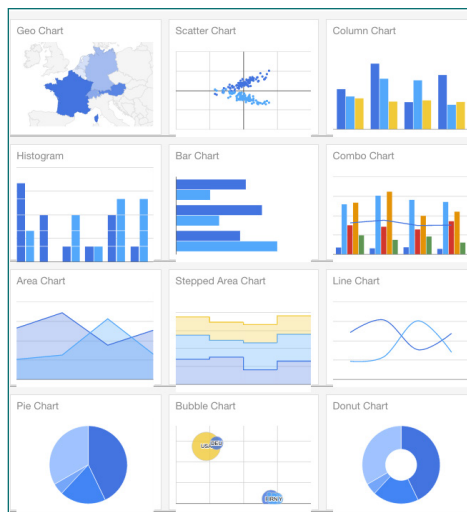 Geo Chart
Scatter Chart
Column Chart
Histogram
Bar Chart
Combo Chart
Area Chart
Stepped Area Chart
Line Chart
Pie Chart
Bubble Chart
Donut Chart
USA